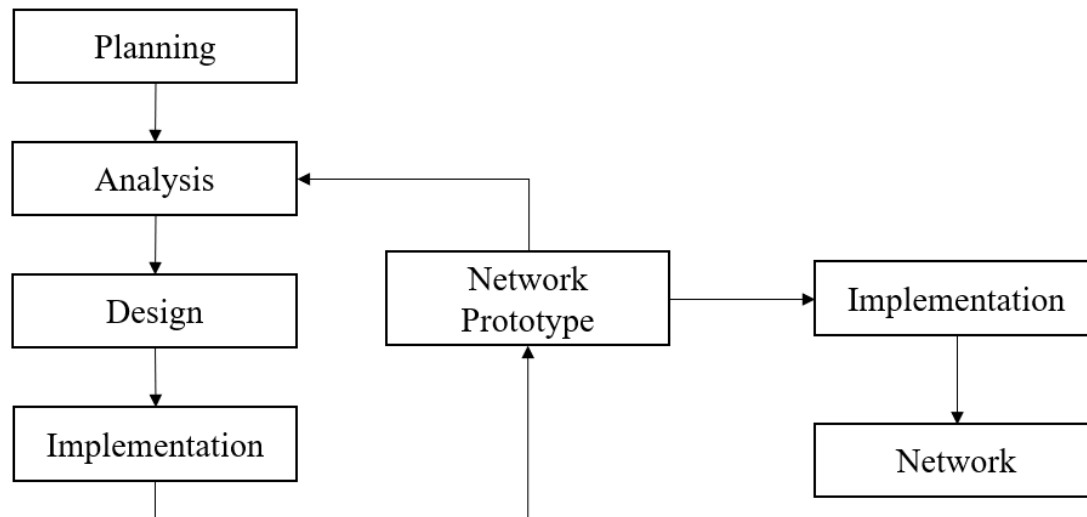 Planning
Analysis
Design
Implementation
Network
Prototype
Implementation
Network